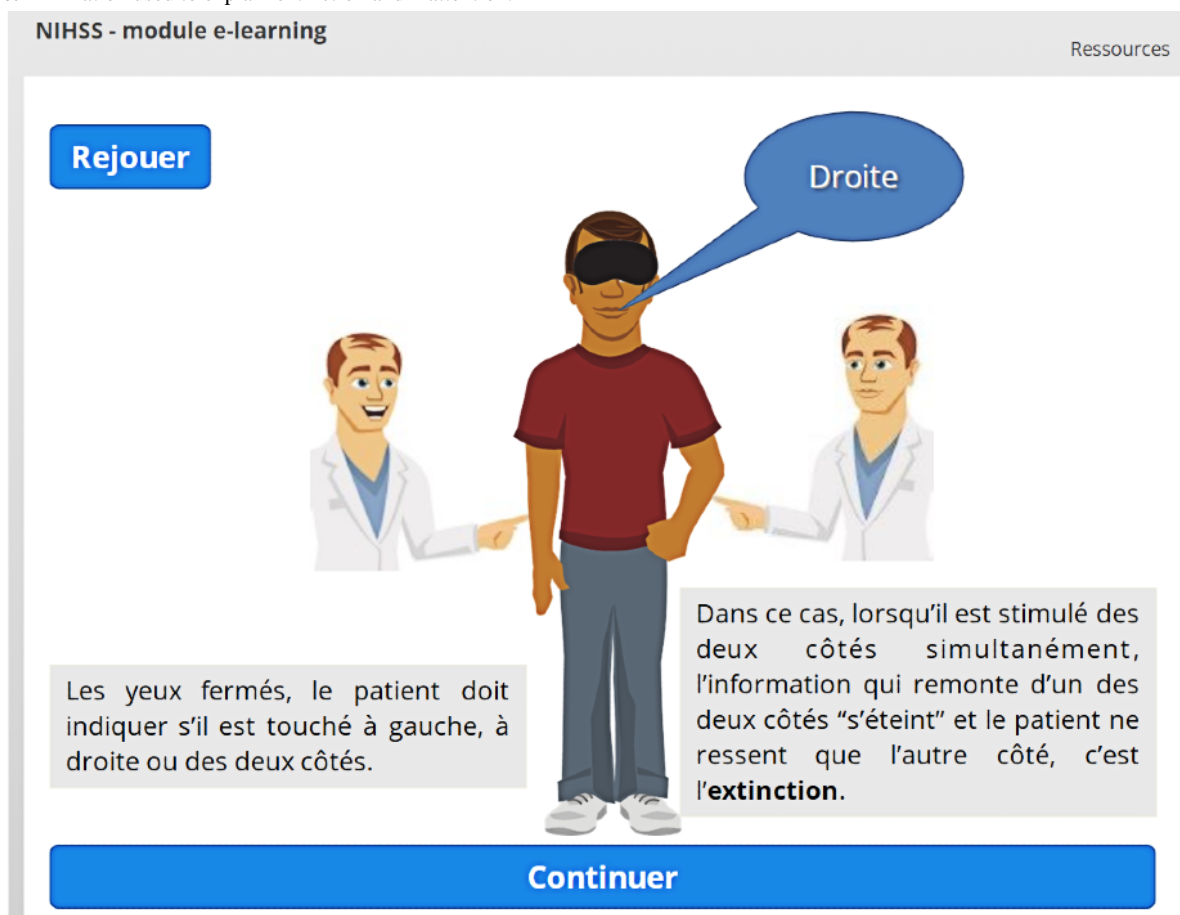 NIHSS - module e-learning
Ressources
Rejouer
Droite
Les yeux fermés, le patient doit
indiquer s’il est touché à gauche, à
droite ou des deux côtés.
Dans ce cas, lorsqu’il est stimulé des
deux côtés simultanément,
l’information qui remonte d’un des
deux côtés “s’éteint” et le patient ne
ressent que l’autre côté, c’est
l’extinction.
Continuer